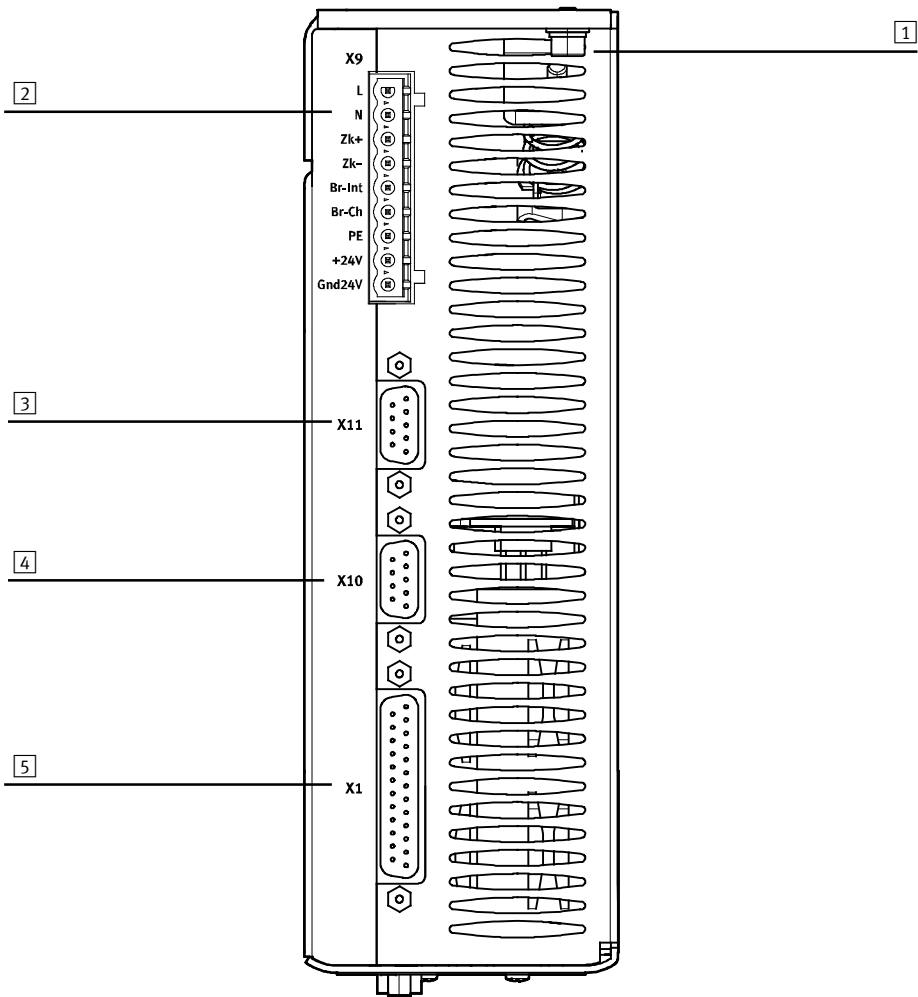 1
X9
2
L
N
Zk+
Zk–
Br-Int
Br-Ch
PE
+24V
Gnd24V
3
X11
4
X10
5
X1